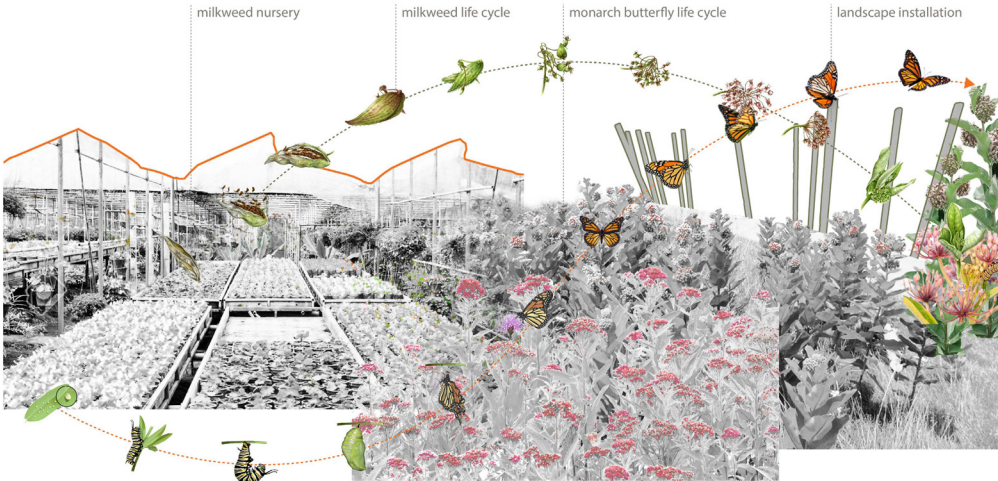 milkweed nursery
milkweed life cycle
monarch butterfly life cycle
landscape installation